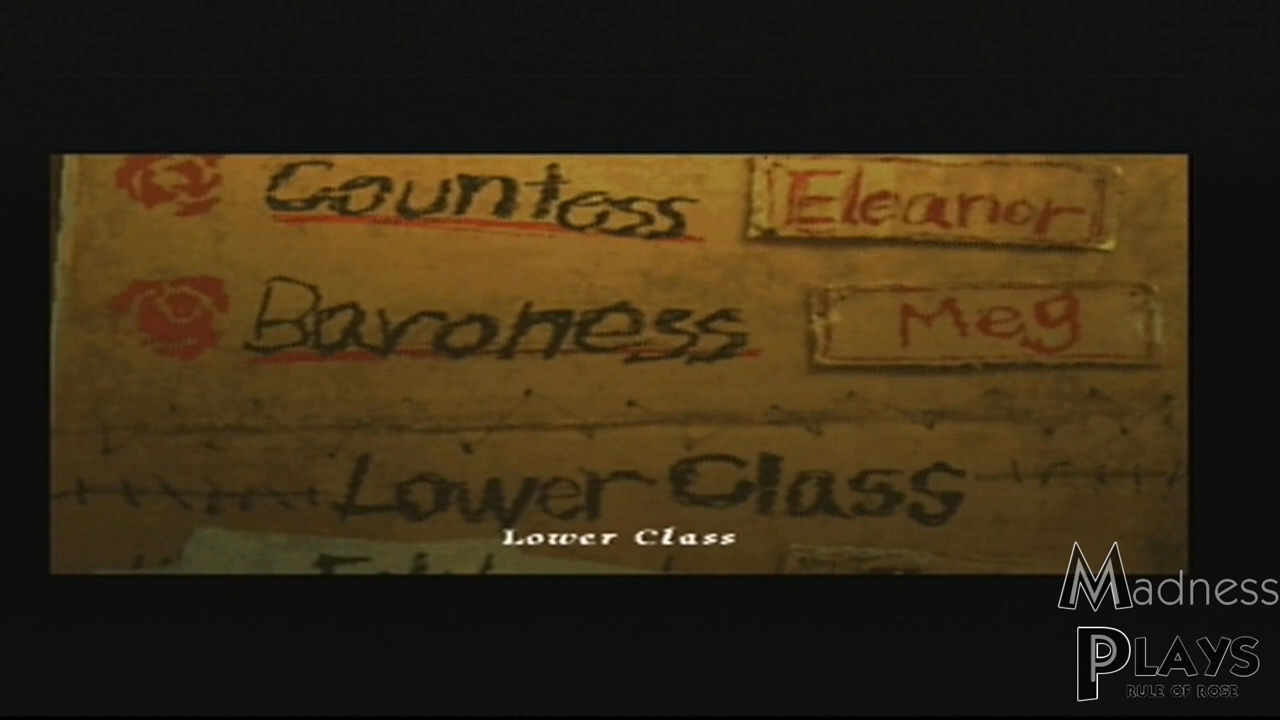 Countess Eleanor
Baroness Meg
Lower Class
Lower Class
Madness
Plays
RULE OF ROSE